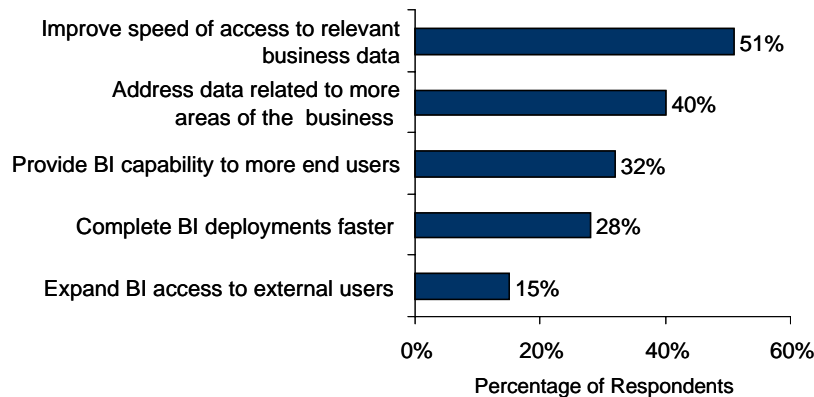 Improve speed of access to relevant
business data
51%
Address data related to more
areas of the business
40%
Provide BI capability to more end users
32%
Complete BI deployments faster
28%
Expand BI access to external users
15%
0% 20% 40% 60%
Percentage of Respondents